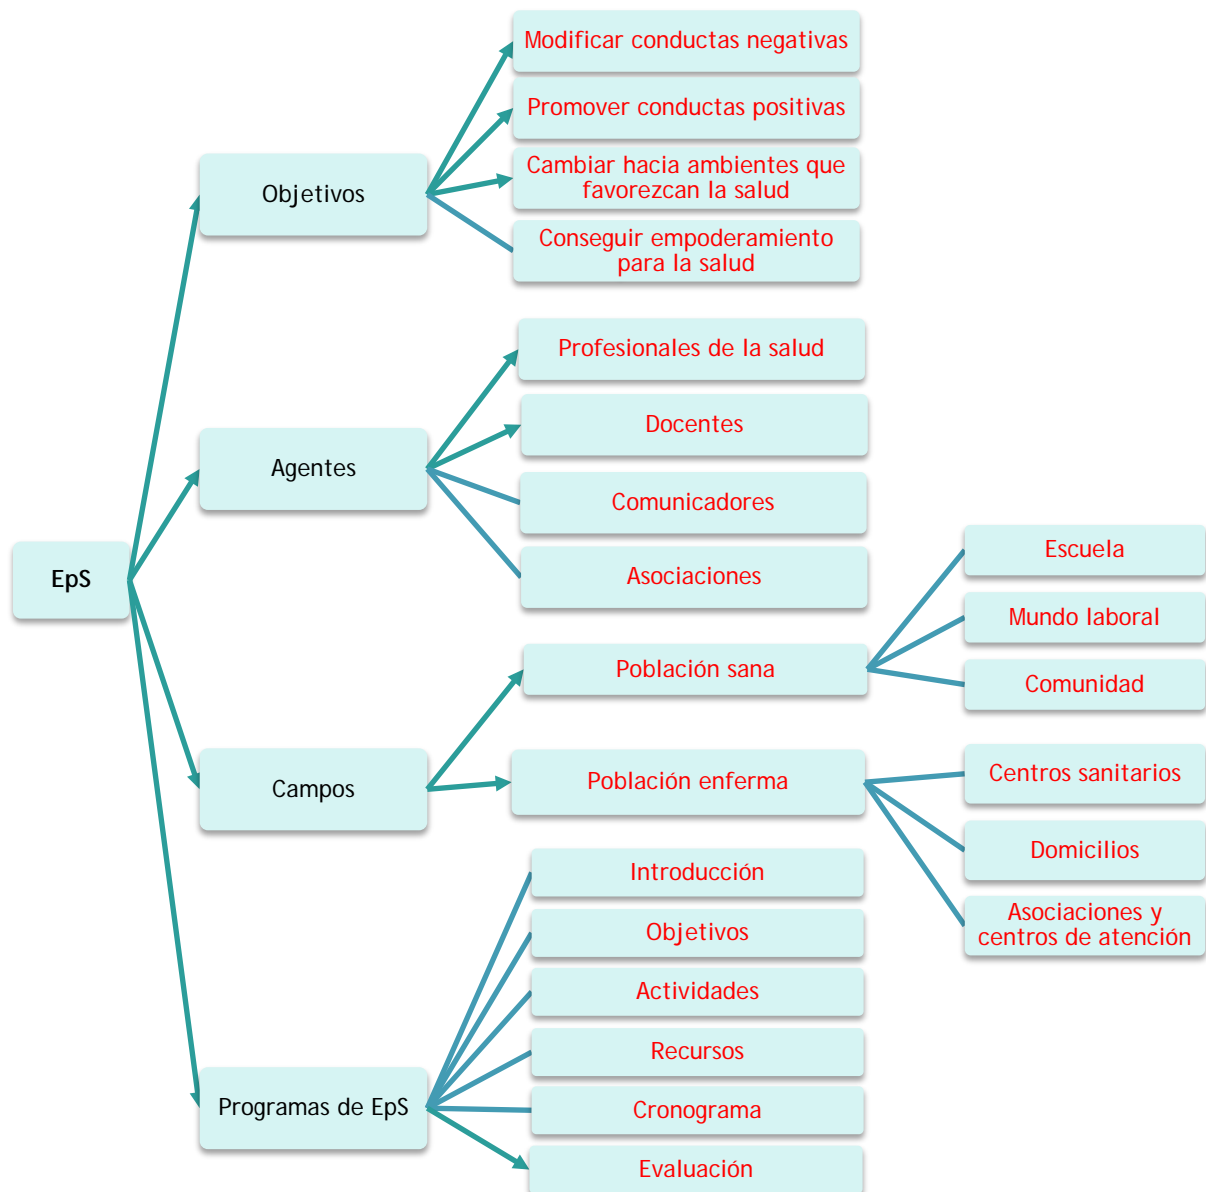 EpS
Objetivos
Modificar conductas negativas
Promover conductas positivas
Cambiar hacia ambientes que
favorezcan la salud
Conseguir empoderamiento
para la salud
Agentes
Profesionales de la salud
Docentes
Comunicadores
Asociaciones
Campos
Población sana
Escuela
Mundo laboral
Comunidad
Población enferma
Centros sanitarios
Domicilios
Asociaciones y
centros de atención
Programas de EpS
Introducción
Objetivos
Actividades
Recursos
Cronograma
Evaluación